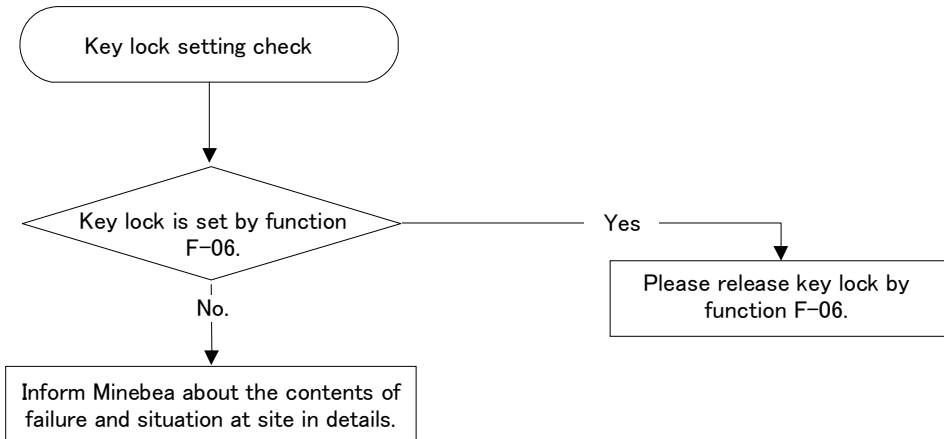 Key lock setting check
Key lock is set by function
F-06.
Yes
Please release key lock by
function F-06.
No.
Inform Minebea about the contents of
failure and situation at site in details.